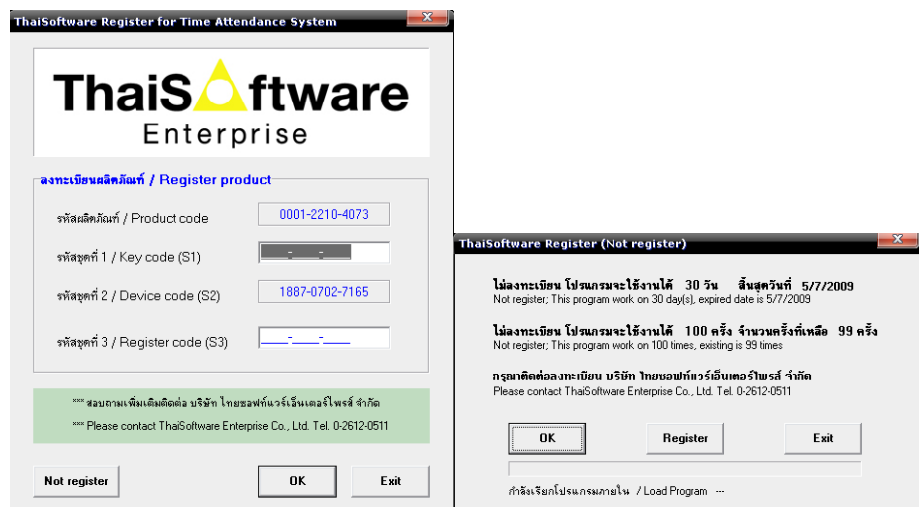 ThaiSoftware Register for Time Attendance System
ThaiSoftware
Enterprise
ลงทะเบียนผลิตภัณฑ์ / Register product
รหัสผลิตภัณฑ์ / Product code
0001-2210-4073
รหัสชุดที่ 1 / Key code (S1)
รหัสชุดที่ 2 / Device code (S2)
1887-0702-7165
รหัสชุดที่ 3 / Register code (S3)
*** สอบถามเพิ่มเติมติดต่อ บริษัท ไทยซอฟท์แวร์เอ็นเตอร์ไพรส์ จำกัด
*** Please contact ThaiSoftware Enterprise Co., Ltd. Tel. 0-2612-0511
Not register
OK
Exit
ThaiSoftware Register (Not register)
ไม่ลงทะเบียน โปรแกรมจะใช้งานได้ 30 วัน สิ้นสุดวันที่ 5/7/2009
Not register; This program work on 30 day(s), expired date is 5/7/2009
ไม่ลงทะเบียน โปรแกรมจะใช้งานได้ 100 ครั้ง จำนวนครั้งที่เหลือ 99 ครั้ง
Not register; This program work on 100 times, existing is 99 times
กรุณาติดต่อลงทะเบียน บริษัท ไทยซอฟท์แวร์เอ็นเตอร์ไพรส์ จำกัด
Please contact ThaiSoftware Enterprise Co., Ltd. Tel. 0-2612-0511
OK
Register
Exit
กำลังเรียกโปรแกรมภายใน / Load Program ---